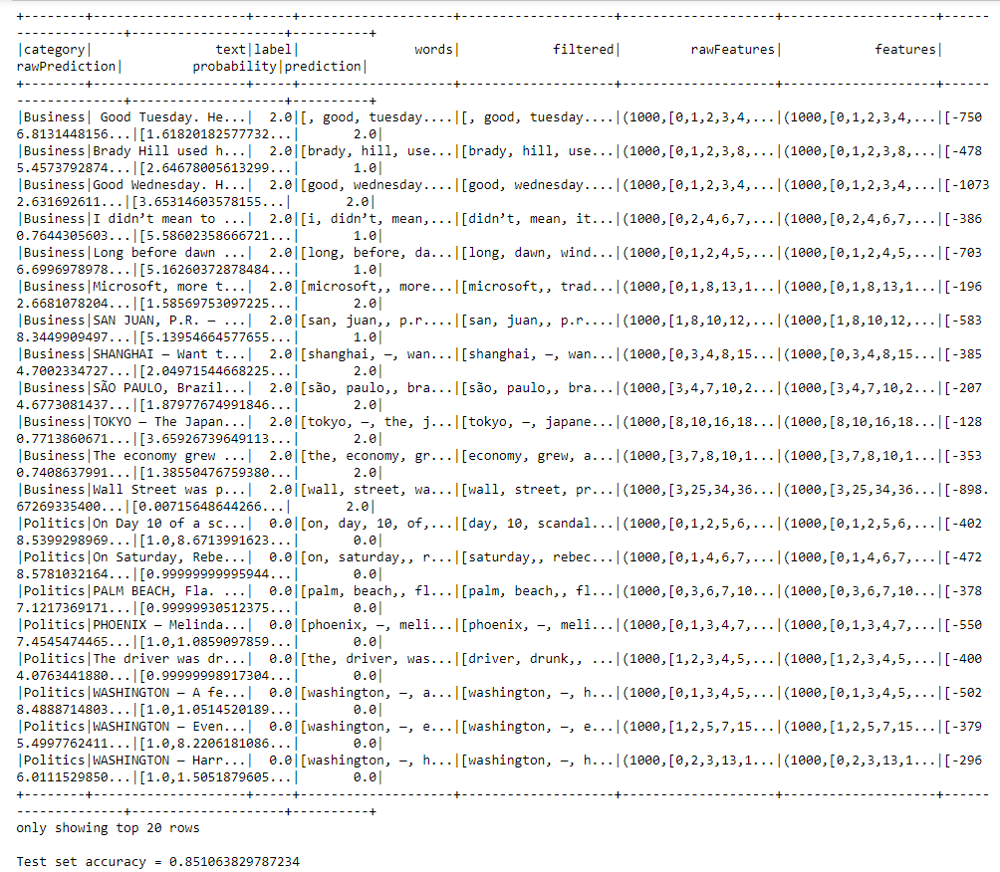 +--------+--------------------+-----+--------------------+--------------------+--------------------+--------------------+------
--------------+--------------------+----------+
|category|                text|label|               words|            filtered|         rawFeatures|            features|
rawPrediction|         probability|prediction|
+--------+--------------------+-----+--------------------+--------------------+--------------------+--------------------+------
--------------+--------------------+----------+
|Business| Good Tuesday. He...|  2.0|[, good, tuesday....|[, good, tuesday....|(1000,[0,1,2,3,4,...|(1000,[0,1,2,3,4,...|[-750
6.8131448156...|[1.61820182577732...|       2.0|
|Business|Brady Hill used h...|  2.0|[brady, hill, use...|[brady, hill, use...|(1000,[0,1,2,3,8,...|(1000,[0,1,2,3,8,...|[-478
5.4573792874...|[2.64678005613299...|       1.0|
|Business|Good Wednesday. H...|  2.0|[good, wednesday....|[good, wednesday....|(1000,[0,1,2,3,4,...|(1000,[0,1,2,3,4,...|[-1073
2.631692611...|[3.65314603578155...|       2.0|
|Business|I didn’t mean to ...|  2.0|[i, didn’t, mean,...|[didn’t, mean, it...|(1000,[0,2,4,6,7,...|(1000,[0,2,4,6,7,...|[-386
0.7644305603...|[5.58602358666721...|       1.0|
|Business|Long before dawn ...|  2.0|[long, before, da...|[long, dawn, wind...|(1000,[0,1,2,4,5,...|(1000,[0,1,2,4,5,...|[-703
6.6996978978...|[5.16260372878484...|       1.0|
|Business|Microsoft, more t...|  2.0|[microsoft,, more...|[microsoft,, trad...|(1000,[0,1,8,13,1...|(1000,[0,1,8,13,1...|[-196
2.6681078204...|[1.58569753097225...|       2.0|
|Business|SAN JUAN, P.R. — ...|  2.0|[san, juan,, p.r....|[san, juan,, p.r....|(1000,[1,8,10,12,...|(1000,[1,8,10,12,...|[-583
8.3449909497...|[5.13954664577655...|       1.0|
|Business|SHANGHAI — Want t...|  2.0|[shanghai, —, wan...|[shanghai, —, wan...|(1000,[0,3,4,8,15...|(1000,[0,3,4,8,15...|[-385
4.7002334727...|[2.04971544668225...|       2.0|
|Business|SÃO PAULO, Brazil...|  2.0|[são, paulo,, bra...|[são, paulo,, bra...|(1000,[3,4,7,10,2...|(1000,[3,4,7,10,2...|[-207
4.6773081437...|[1.87977674991846...|       2.0|
|Business|TOKYO — The Japan...|  2.0|[tokyo, —, the, j...|[tokyo, —, japane...|(1000,[8,10,16,18...|(1000,[8,10,16,18...|[-128
0.7713860671...|[3.65926739649113...|       2.0|
|Business|The economy grew ...|  2.0|[the, economy, gr...|[economy, grew, a...|(1000,[3,7,8,10,1...|(1000,[3,7,8,10,1...|[-353
0.7408637991...|[1.38550476759380...|       2.0|
|Business|Wall Street was p...|  2.0|[wall, street, wa...|[wall, street, pr...|(1000,[3,25,34,36...|(1000,[3,25,34,36...|[-898.
67269335400...|[0.00715648644266...|       2.0|
|Politics|On Day 10 of a sc...|  0.0|[on, day, 10, of,...|[day, 10, scandal...|(1000,[0,1,2,5,6,...|(1000,[0,1,2,5,6,...|[-402
8.5399298969...|[1.0,8.6713991623...|       0.0|
|Politics|On Saturday, Rebe...|  0.0|[on, saturday,, r...|[saturday,, rebec...|(1000,[0,1,4,6,7,...|(1000,[0,1,4,6,7,...|[-472
8.5781032164...|[0.99999999995944...|       0.0|
|Politics|PALM BEACH, Fla. ...|  0.0|[palm, beach,, fl...|[palm, beach,, fl...|(1000,[0,3,6,7,10...|(1000,[0,3,6,7,10...|[-378
7.1217369171...|[0.99999930512375...|       0.0|
|Politics|PHOENIX — Melinda...|  0.0|[phoenix, —, meli...|[phoenix, —, meli...|(1000,[0,1,3,4,7,...|(1000,[0,1,3,4,7,...|[-550
7.4545474465...|[1.0,1.0859097859...|       0.0|
|Politics|The driver was dr...|  0.0|[the, driver, was...|[driver, drunk,, ...|(1000,[1,2,3,4,5,...|(1000,[1,2,3,4,5,...|[-400
4.0763441880...|[0.99999998917304...|       0.0|
|Politics|WASHINGTON — A fe...|  0.0|[washington, —, a...|[washington, —, h...|(1000,[0,1,3,4,5,...|(1000,[0,1,3,4,5,...|[-502
8.4888714803...|[1.0,1.0514520189...|       0.0|
|Politics|WASHINGTON — Even...|  0.0|[washington, —, e...|[washington, —, e...|(1000,[1,2,5,7,15...|(1000,[1,2,5,7,15...|[-379
5.4997762411...|[1.0,8.2206181086...|       0.0|
|Politics|WASHINGTON — Harr...|  0.0|[washington, —, h...|[washington, —, h...|(1000,[0,2,3,13,1...|(1000,[0,2,3,13,1...|[-296
6.0111529850...|[1.0,1.5051879605...|       0.0|
+--------+--------------------+-----+--------------------+--------------------+--------------------+--------------------+------
--------------+--------------------+----------+
only showing top 20 rows
Test set accuracy = 0.851063829787234